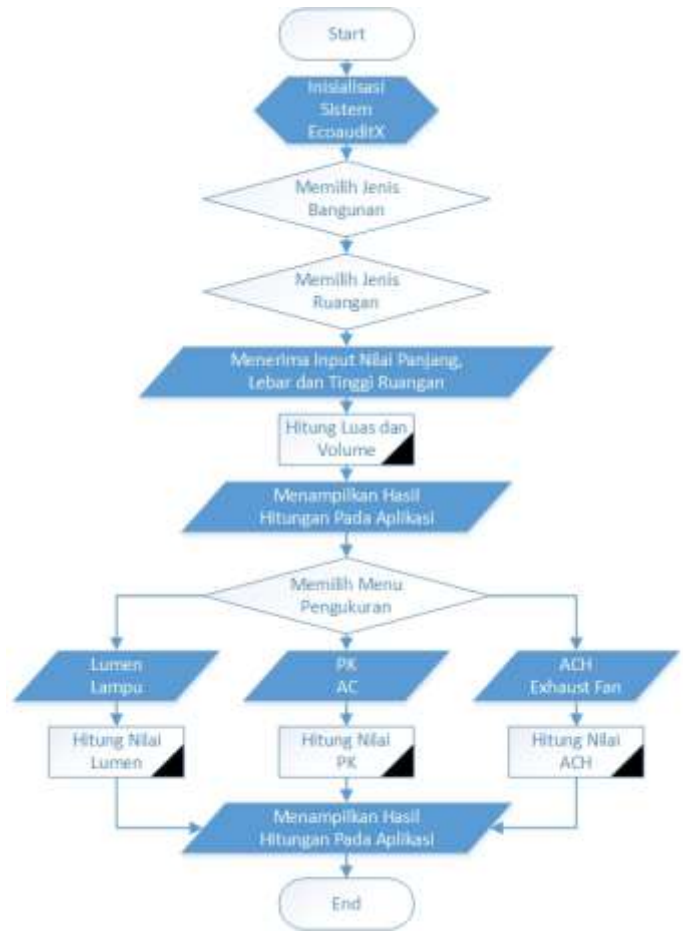 Start
Inisialisasi
Sistem
EcoauditX
Memilih Jenis
Bangunan
Memilih Jenis
Ruangan
Menerima Input Nilai Panjang,
Lebar dan Tinggi Ruangan
Hitung Luas dan
Volume
Menampilkan Hasil
Hitungan Pada Aplikasi
Memilih Menu
Pengukuran
Lumen
Lampu
PK
AC
ACH
Exhaust Fan
Hitung Nilai
Lumen
Hitung Nilai
PK
Hitung Nilai
ACH
Menampilkan Hasil
Hitungan Pada Aplikasi
End